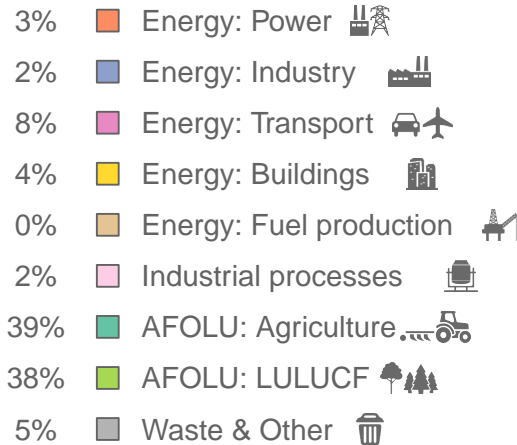 3% Energy: Power
2% Energy: Industry
8% Energy: Transport
4% Energy: Buildings
0% Energy: Fuel production
2% Industrial processes
39% AFOLU: Agriculture
38% AFOLU: LULUCF
5% Waste & Other